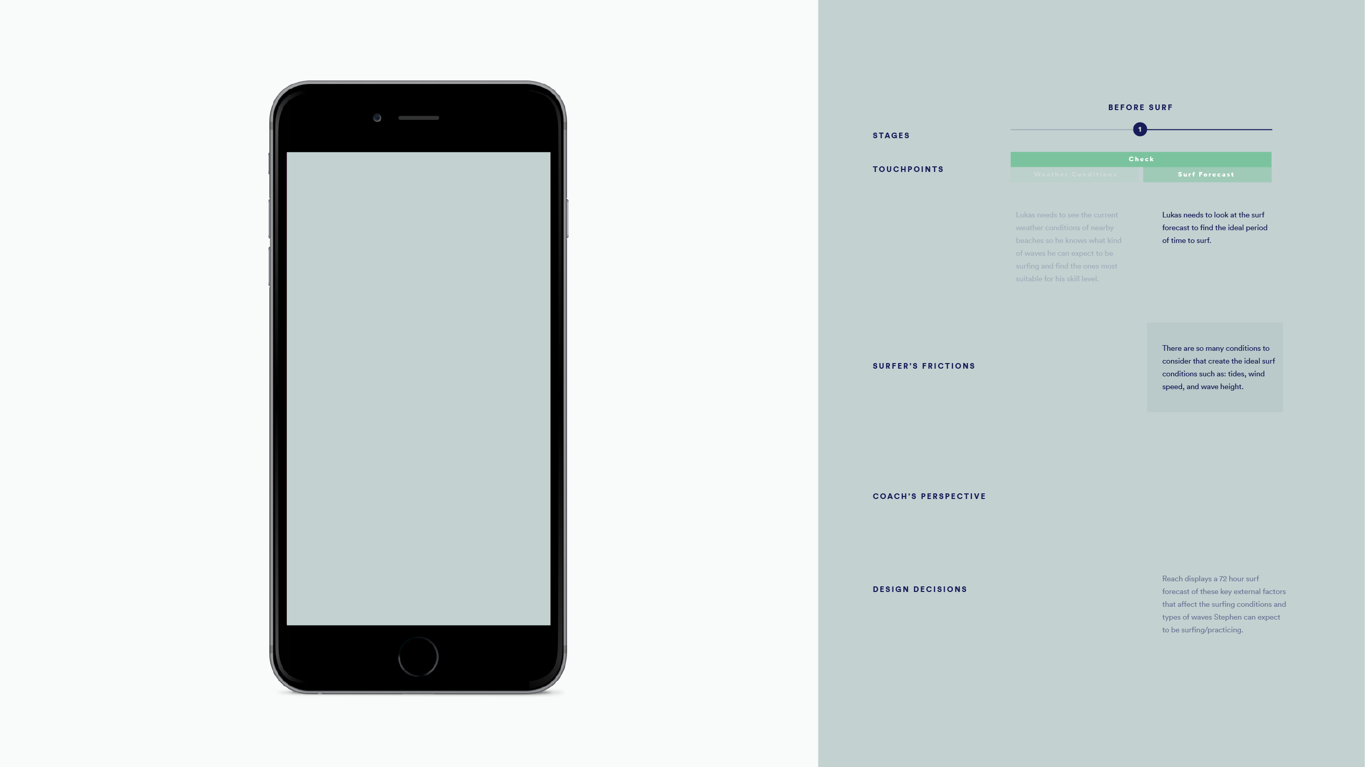 BEFORE SURF
STAGES
1
Check
TOUCHPOINTS
Weather Conditions
Surf Forecast
Lukas needs to see the current
weather conditions of nearby
beaches so he knows what kind
of waves he can expect to be
surfing and find the ones most
suitable for his skill level.
Lukas needs to look at the surf
forecast to find the ideal period
of time to surf.
SURFER'S FRICTIONS
There are so many conditions to
consider that create the ideal surf
conditions such as: tides, wind
speed, and wave height.
COACH'S PERSPECTIVE
DESIGN DECISIONS
Reach displays a 72 hour surf
forecast of these key external factors
that affect the surfing conditions and
types of waves Stephen can expect
to be surfing/practicing.